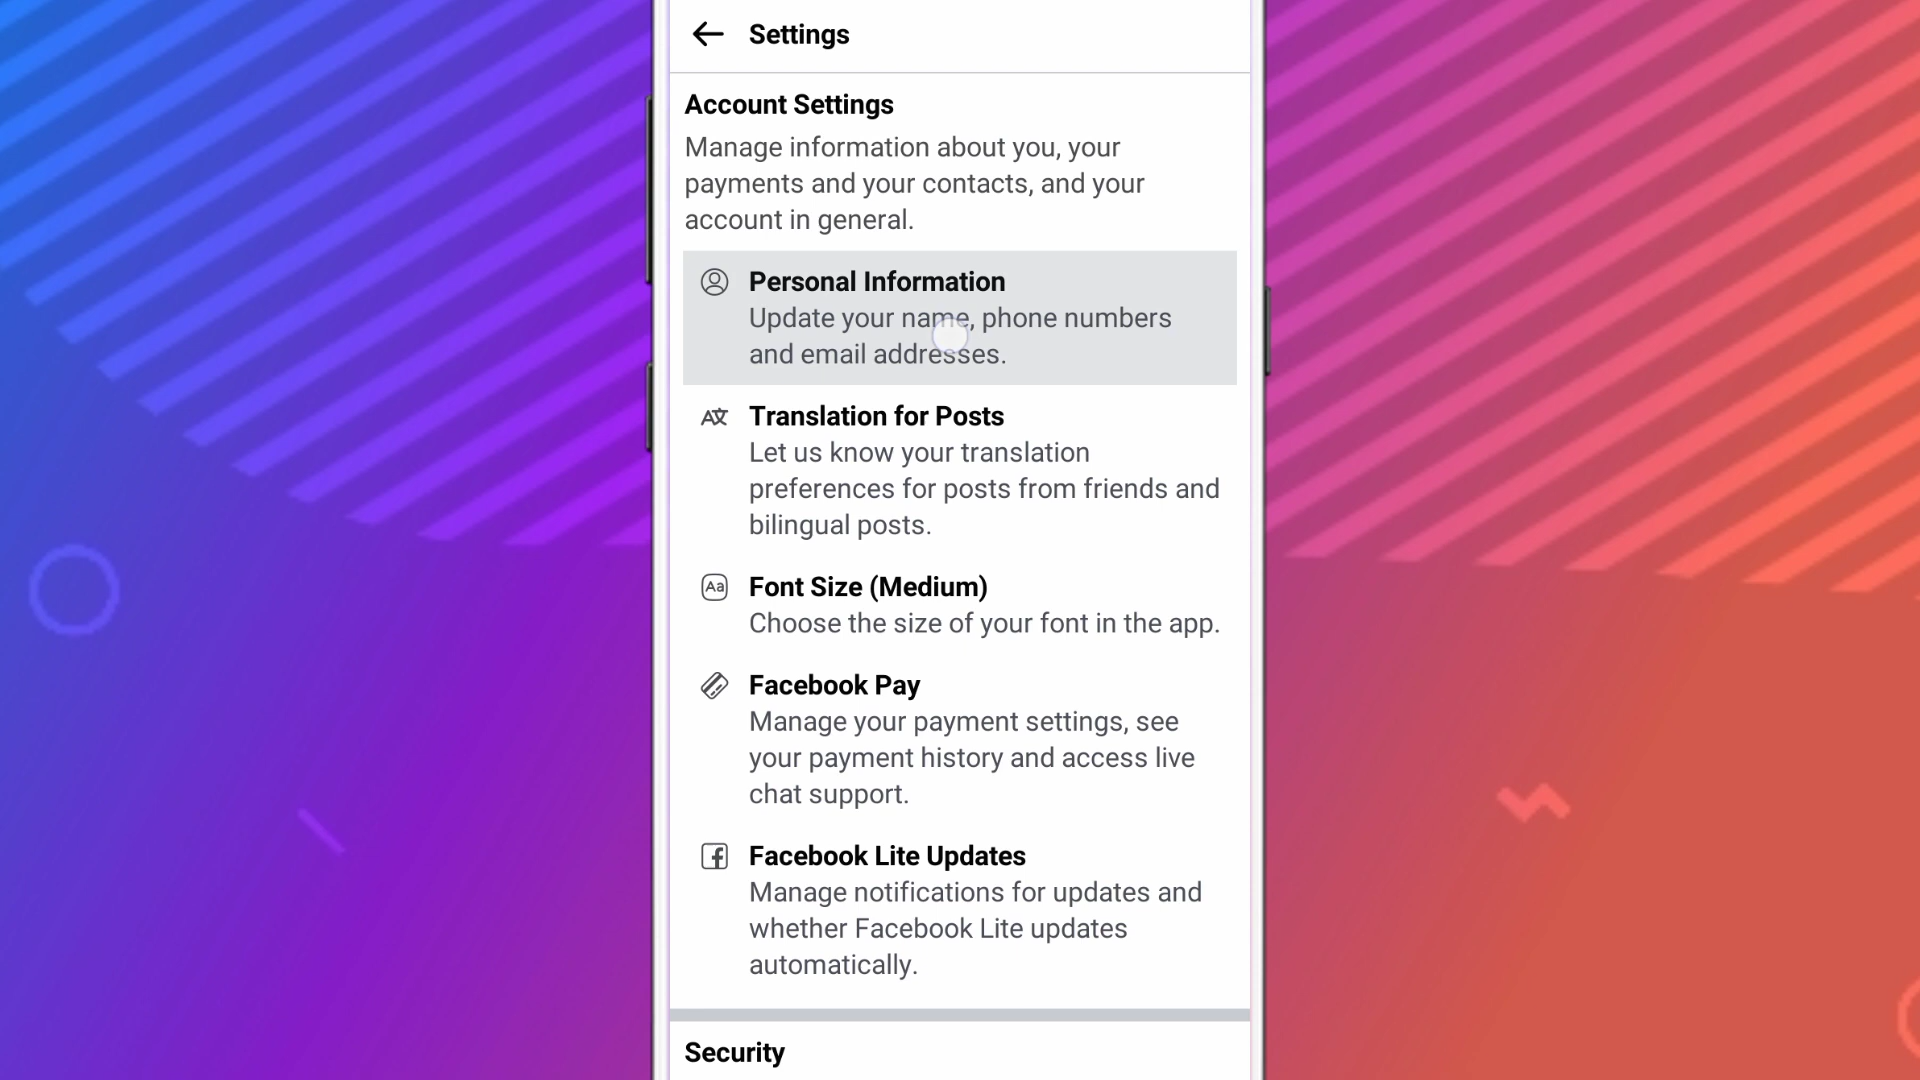 Settings
Account Settings
Manage information about you, your
payments and your contacts, and your
account in general.
Personal Information
Update your name, phone numbers
and email addresses.
Translation for Posts
Let us know your translation
preferences for posts from friends and
bilingual posts.
Aa
Font Size (Medium)
Choose the size of your font in the app.
Facebook Pay
Manage your payment settings, see
your payment history and access live
chat support.
Facebook Lite Updates
Manage notifications for updates and
whether Facebook Lite updates
automatically.
Security